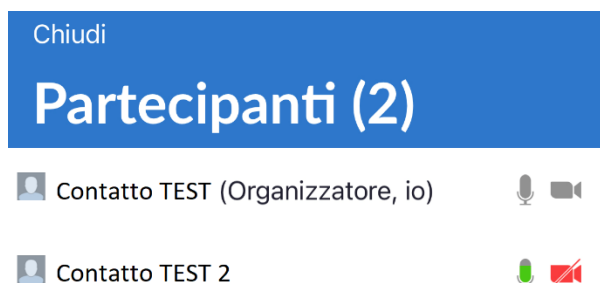 Chiudi
Partecipanti (2)
Contatto TEST (Organizzatore, io)
Contatto TEST 2